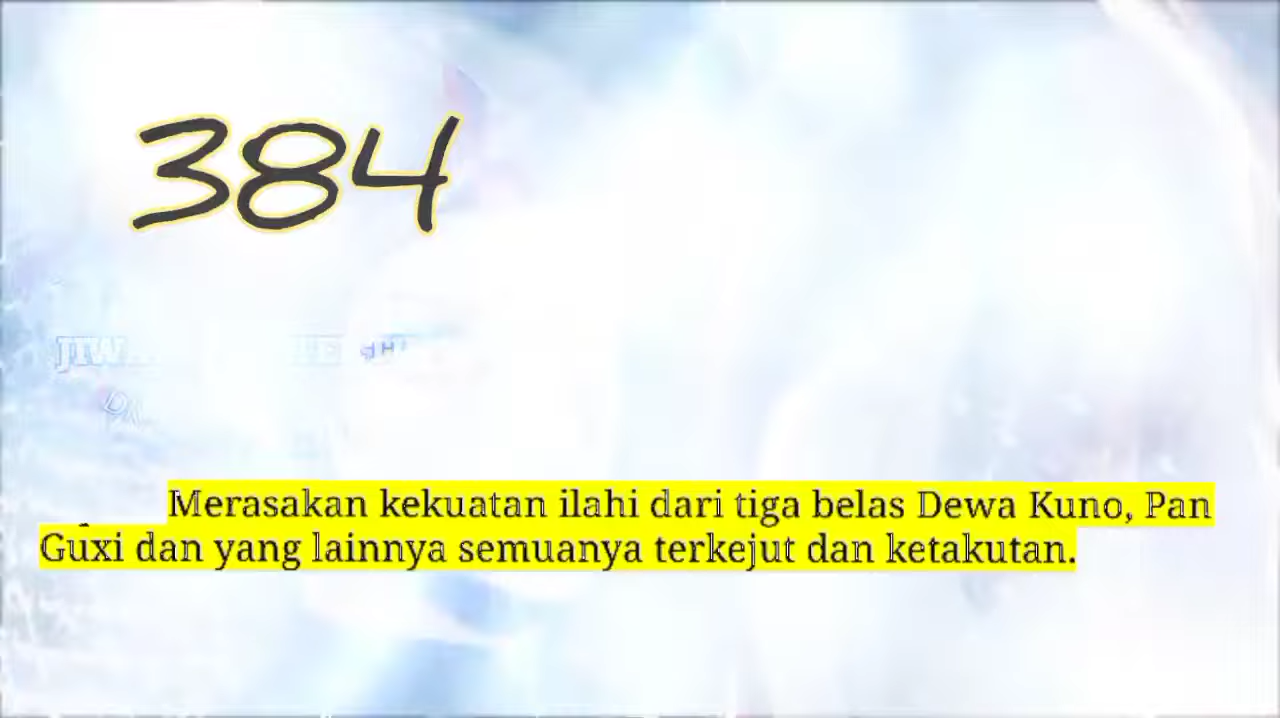 384
Merasakan kekuatan ilahi dari tiga belas Dewa Kuno, Pan
Guxi dan yang lainnya semuanya terkejut dan ketakutan.